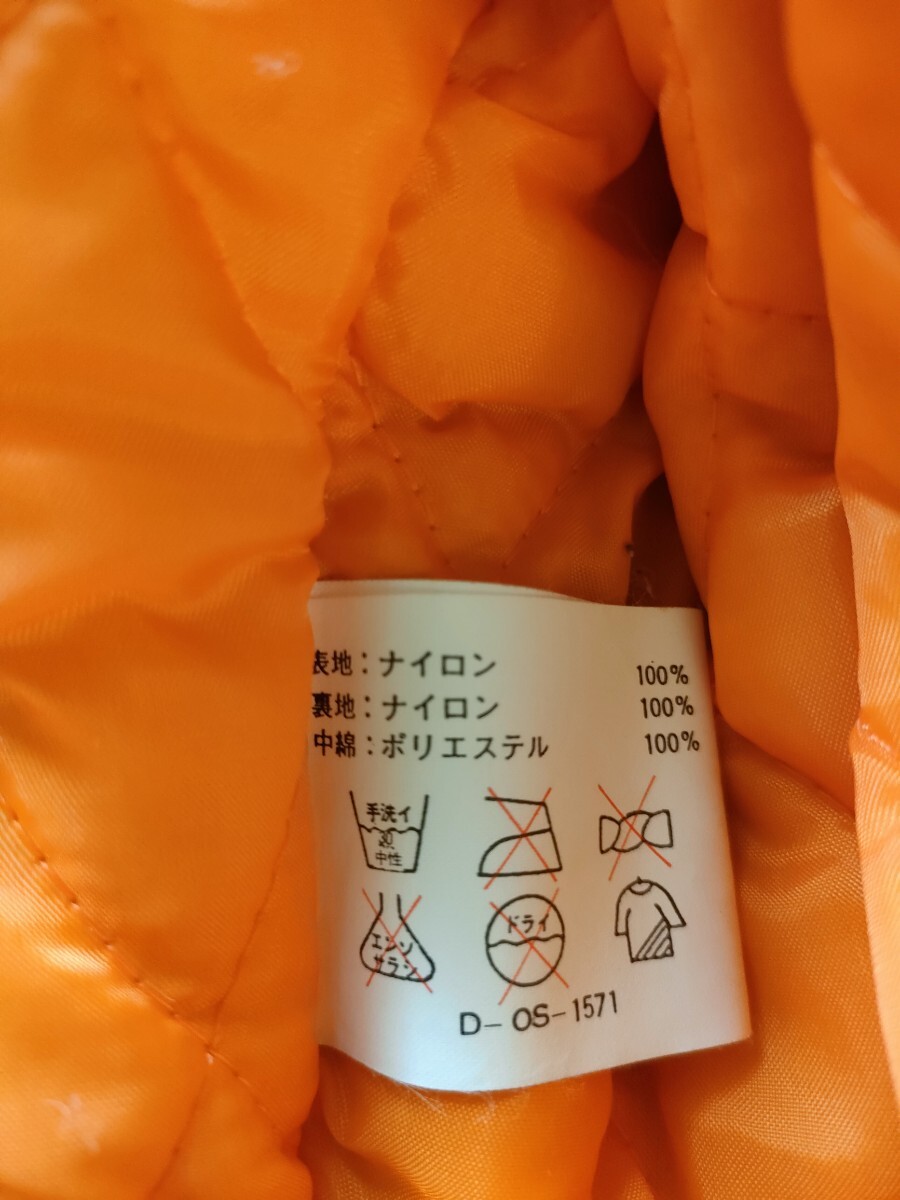 表地：ナイロン 100%
裏地：ナイロン 100%
中綿：ポリエステル 100%
手洗イ
中性
エンソ
サラシ
ドライ
D-OS-1571